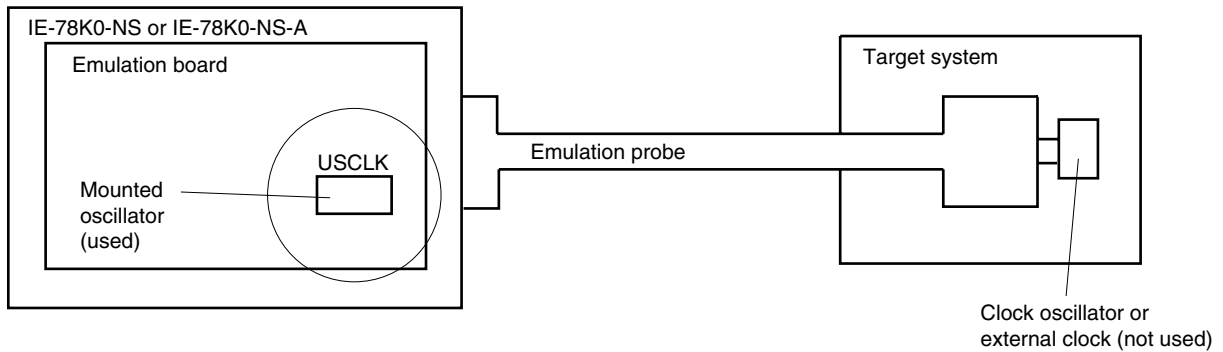 IE-78K0-NS or IE-78K0-NS-A
Emulation board
USCLK
Mounted
oscillator
(used)
Emulation probe
Target system
Clock oscillator or
external clock (not used)